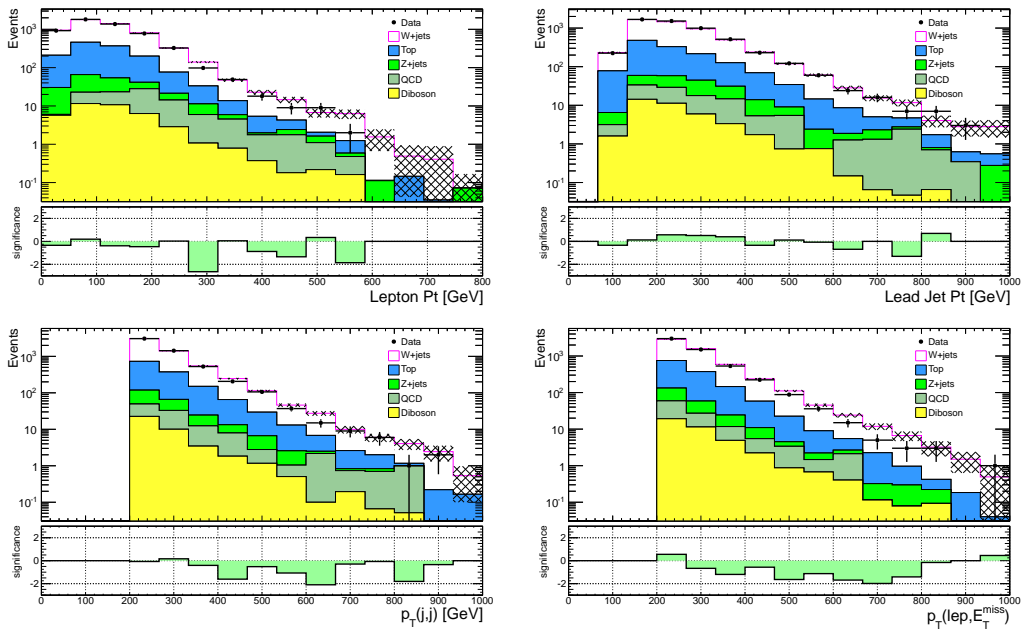 Events
10³
10²
10
1
10⁻¹
Data
W+jets
Top
Z+jets
QCD
Diboson
significance
2
0
-2
0 100 200 300 400 500 600 700 800
Lepton Pt [GeV]
Events
10³
10²
10
1
10⁻¹
Data
W+jets
Top
Z+jets
QCD
Diboson
significance
2
0
-2
0 100 200 300 400 500 600 700 800 900 1000
Lead Jet Pt [GeV]
Events
10³
10²
10
1
10⁻¹
Data
W+jets
Top
Z+jets
QCD
Diboson
significance
2
0
-2
0 100 200 300 400 500 600 700 800 900 1000
p_T(j,j) [GeV]
Events
10³
10²
10
1
10⁻¹
Data
W+jets
Top
Z+jets
QCD
Diboson
significance
2
0
-2
0 100 200 300 400 500 600 700 800 900 1000
p_T(lep,E_T^miss)